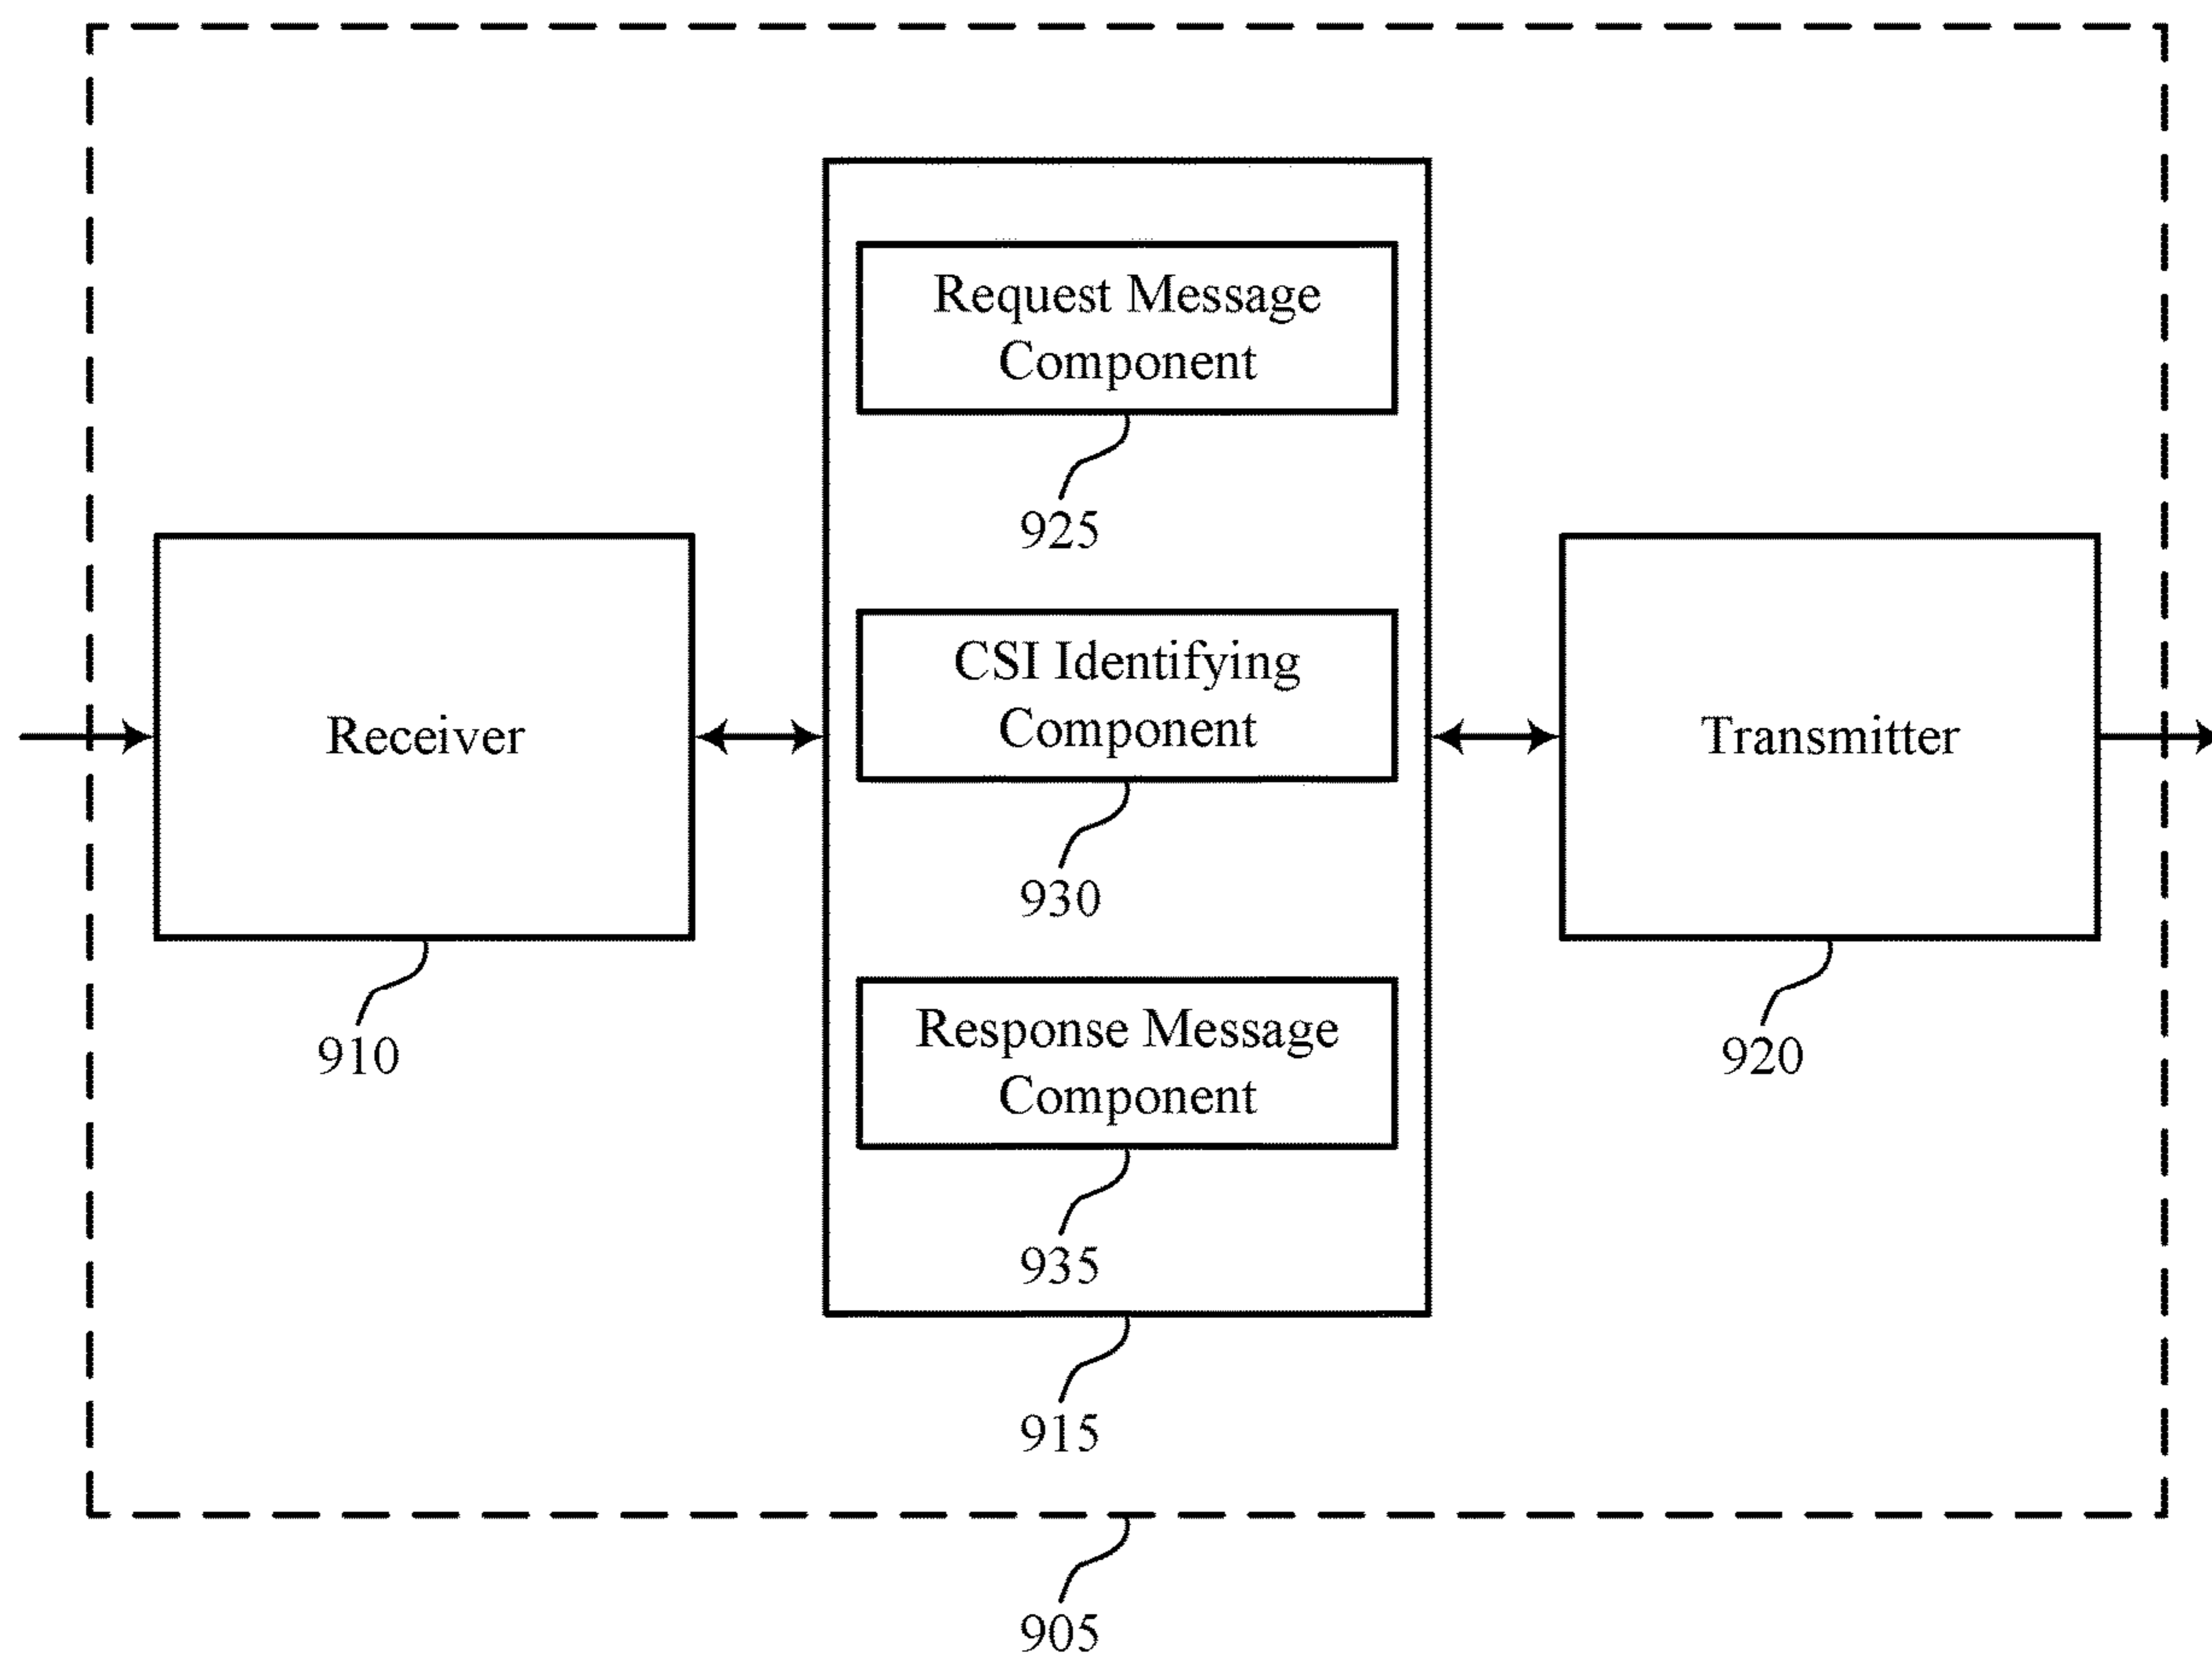 Request Message
Component
925
CSI Identifying
Component
930
Receiver
Transmitter
910
920
Response Message
Component
935
915
905